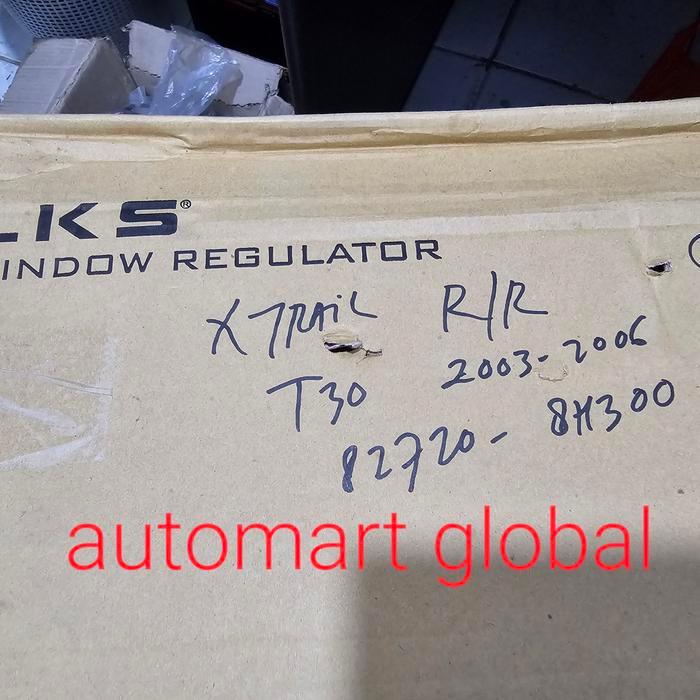 LKS®
INDOW REGULATOR
X TRAIL R/R
T30 2003-2006
82720-8H300
automart global